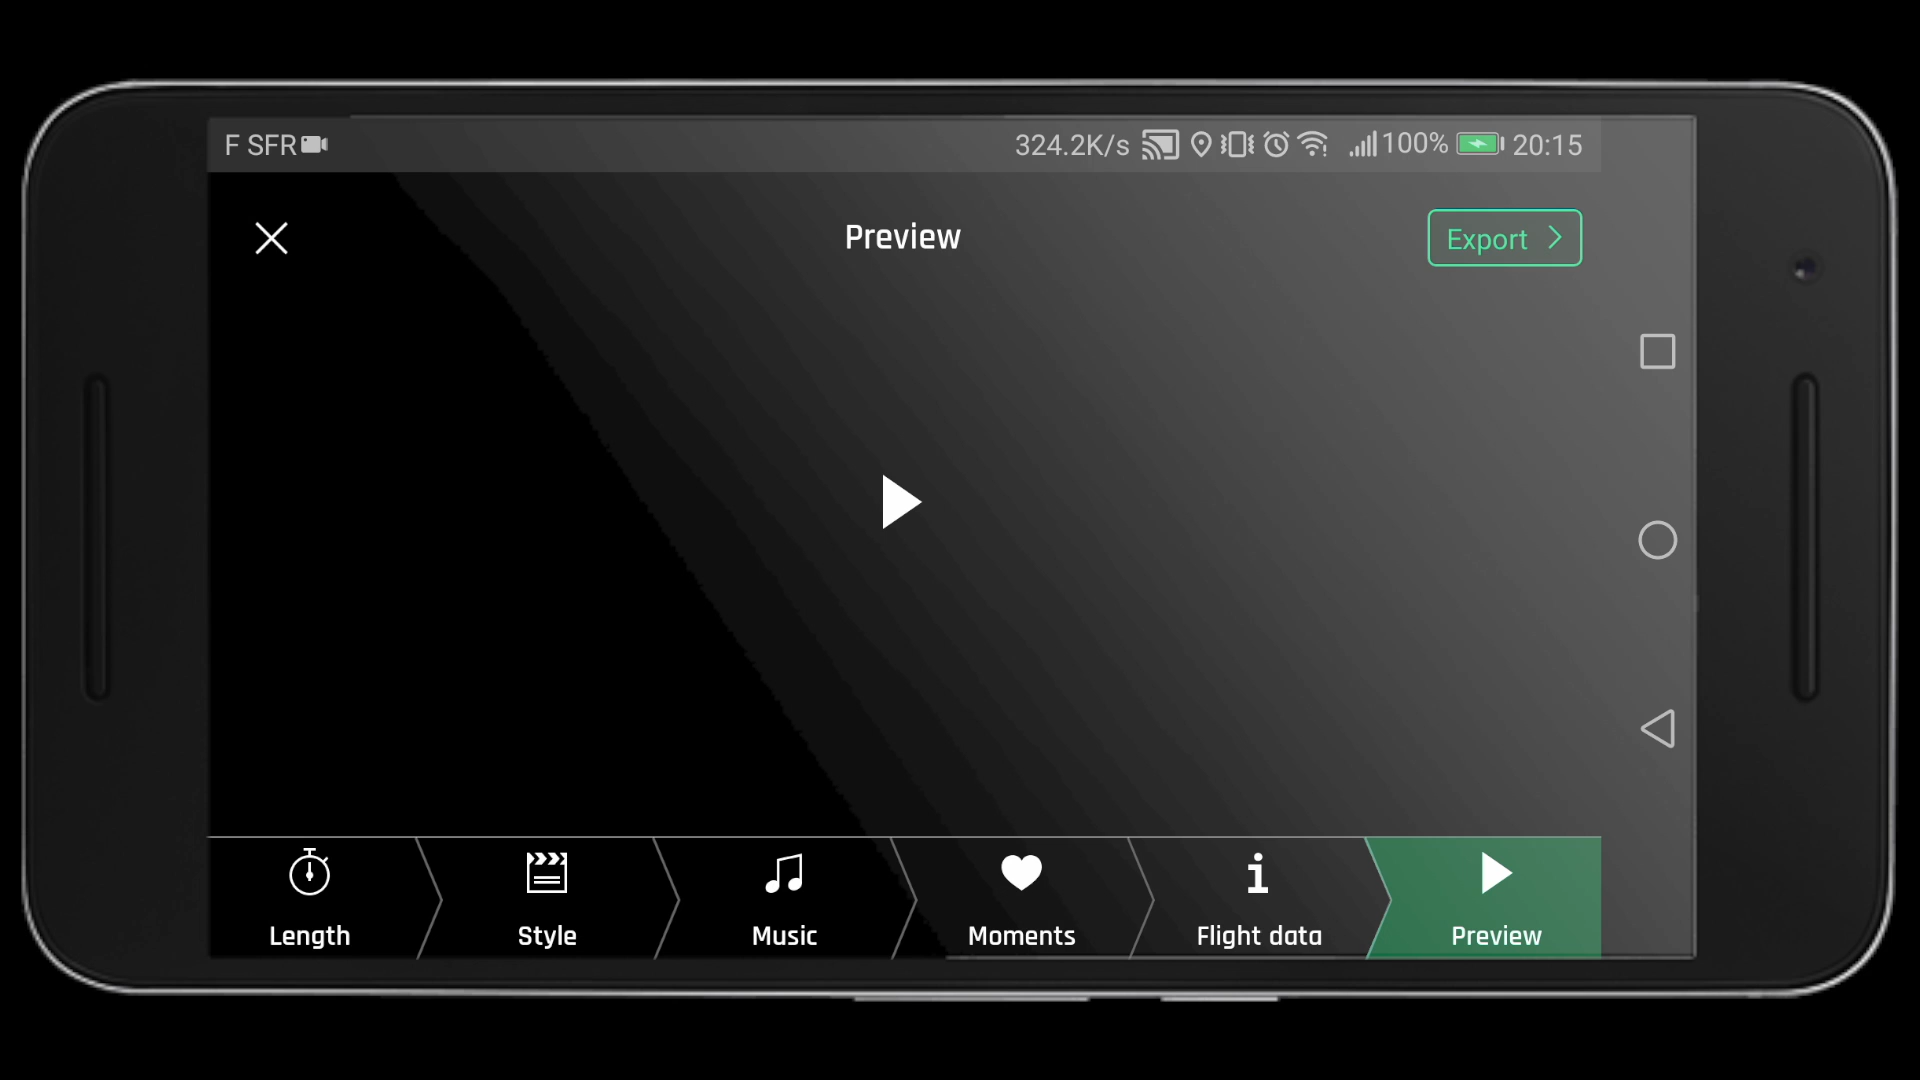 F SFR 324.2K/s 100% 20:15
Preview
Export
Length Style Music Moments Flight data Preview